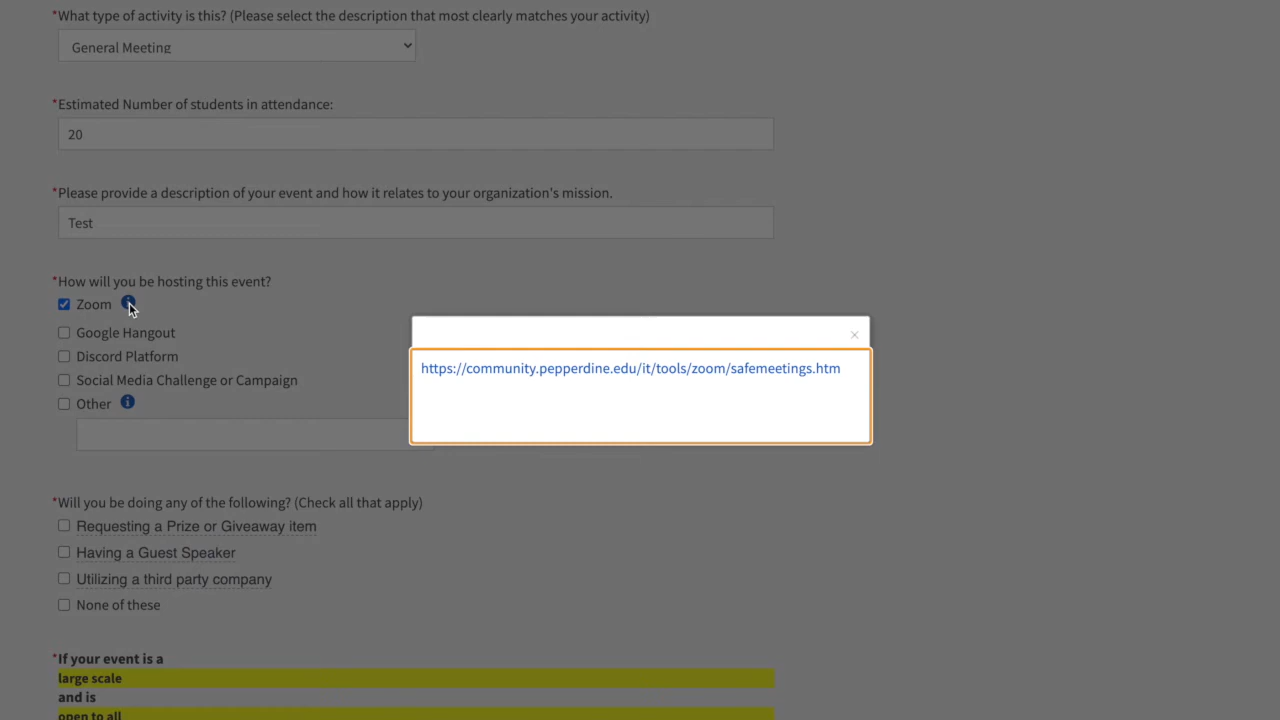 *What type of activity is this? (Please select the description that most clearly matches your activity)
General Meeting
*Estimated Number of students in attendance:
20
*Please provide a description of your event and how it relates to your organization's mission.
Test
*How will you be hosting this event?
Zoom
×
Google Hangout
Discord Platform
https://community.pepperdine.edu/it/tools/zoom/safemeetings.htm
Social Media Challenge or Campaign
Other
*Will you be doing any of the following? (Check all that apply)
Requesting a Prize or Giveaway item
Having a Guest Speaker
Utilizing a third party company
None of these
*If your event is a
large scale
and is
open to all